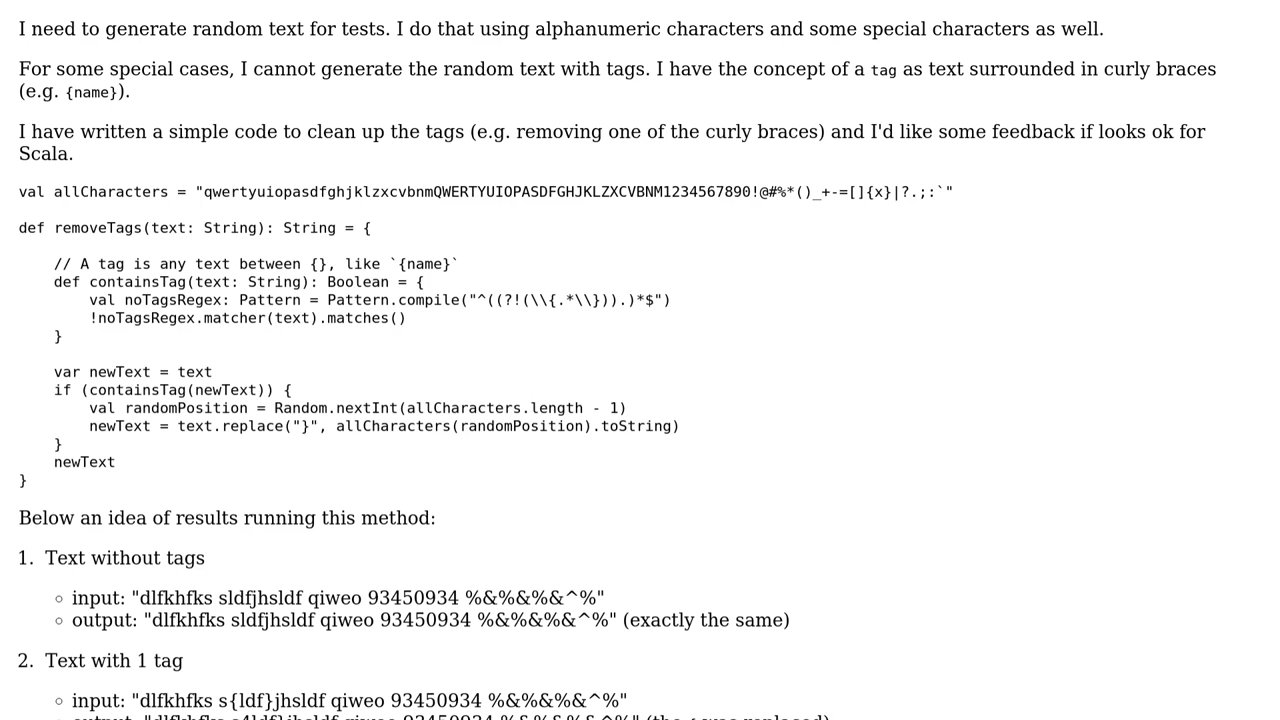 I need to generate random text for tests. I do that using alphanumeric characters and some special characters as well.
For some special cases, I cannot generate the random text with tags. I have the concept of a tag as text surrounded in curly braces
(e.g. {name}).
I have written a simple code to clean up the tags (e.g. removing one of the curly braces) and I'd like some feedback if looks ok for
Scala.
val allCharacters = "qwertyuiopasdfghjklzxcvbnmQWERTYUIOPASDFGHJKLZXCVBNM1234567890!@#%*()_+-=[]{x}|?.;:`"
def removeTags(text: String): String = {
    // A tag is any text between {}, like `{name}`
    def containsTag(text: String): Boolean = {
        val noTagsRegex: Pattern = Pattern.compile("^((?!(\\{.*\\})).)*$")
        !noTagsRegex.matcher(text).matches()
    }
    var newText = text
    if (containsTag(newText)) {
        val randomPosition = Random.nextInt(allCharacters.length - 1)
        newText = text.replace("}", allCharacters(randomPosition).toString)
    }
    newText
}
Below an idea of results running this method:
1. Text without tags
◦ input: "dlfkhfks sldfjhsldf qiweo 93450934 %&%&%&^%"
◦ output: "dlfkhfks sldfjhsldf qiweo 93450934 %&%&%&^%" (exactly the same)
2. Text with 1 tag
◦ input: "dlfkhfks s{ldf}jhsldf qiweo 93450934 %&%&%&^%"